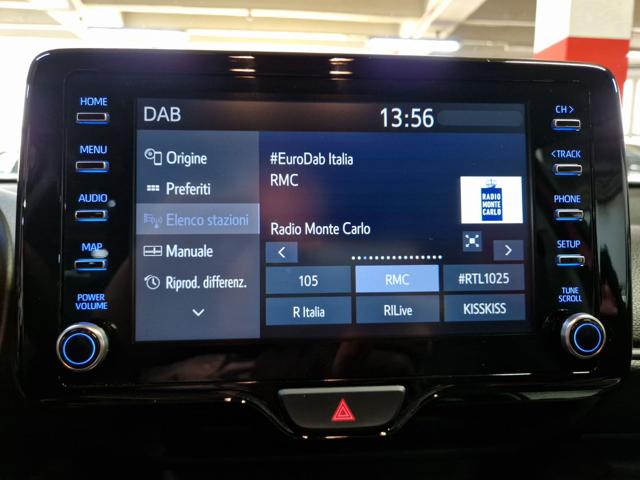 HOME
MENU
AUDIO
MAP
POWER
VOLUME
DAB
13:56
Origine
Preferiti
Elenco stazioni
Manuale
Riprod. differenz.
#EuroDab Italia
RMC
RADIO
MONTE
CARLO
Radio Monte Carlo
105
RMC
#RTL1025
R Italia
RILive
KISSKISS
CH >
< TRACK
PHONE
SETUP
TUNE
SCROLL